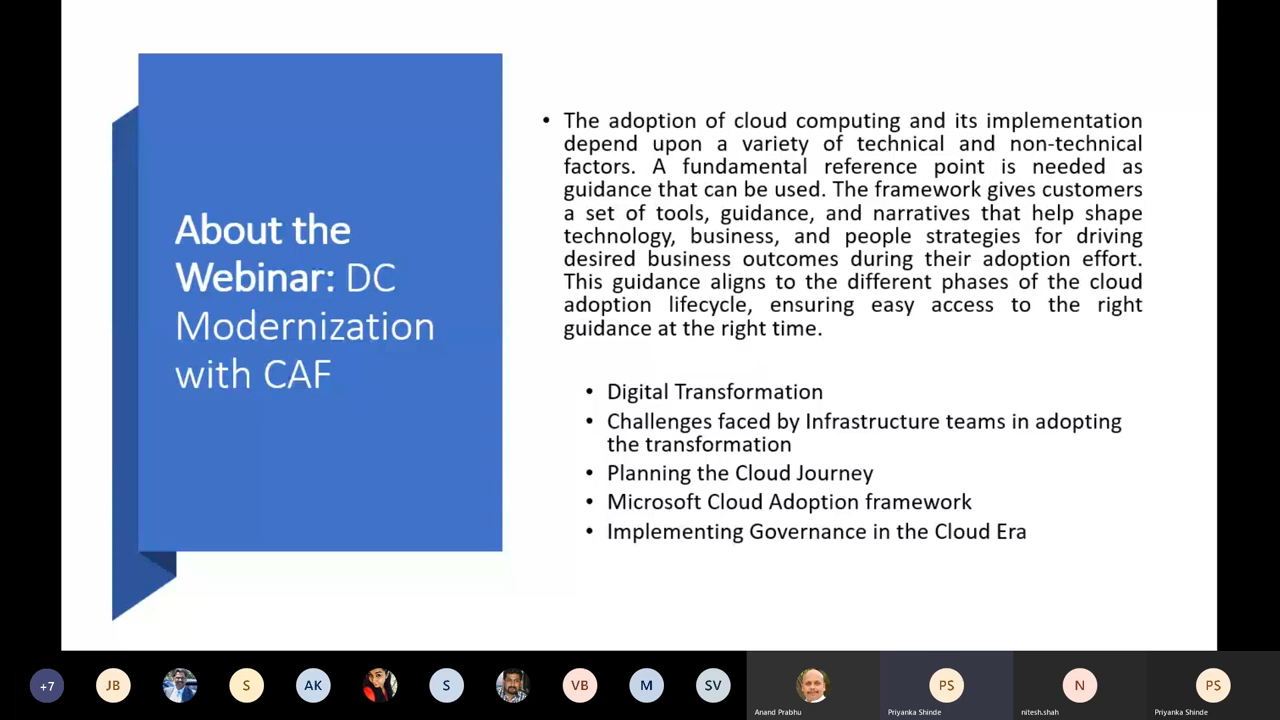 About the
Webinar: DC
Modernization
with CAF
• The adoption of cloud computing and its implementation
depend upon a variety of technical and non-technical
factors. A fundamental reference point is needed as
guidance that can be used. The framework gives customers
a set of tools, guidance, and narratives that help shape
technology, business, and people strategies for driving
desired business outcomes during their adoption effort.
This guidance aligns to the different phases of the cloud
adoption lifecycle, ensuring easy access to the right
guidance at the right time.
• Digital Transformation
• Challenges faced by Infrastructure teams in adopting
the transformation
• Planning the Cloud Journey
• Microsoft Cloud Adoption framework
• Implementing Governance in the Cloud Era
+7 JB S AK S VB M SV PS N PS
Anand Prabhu Priyanka Shinde nitesh.shah Priyanka Shinde